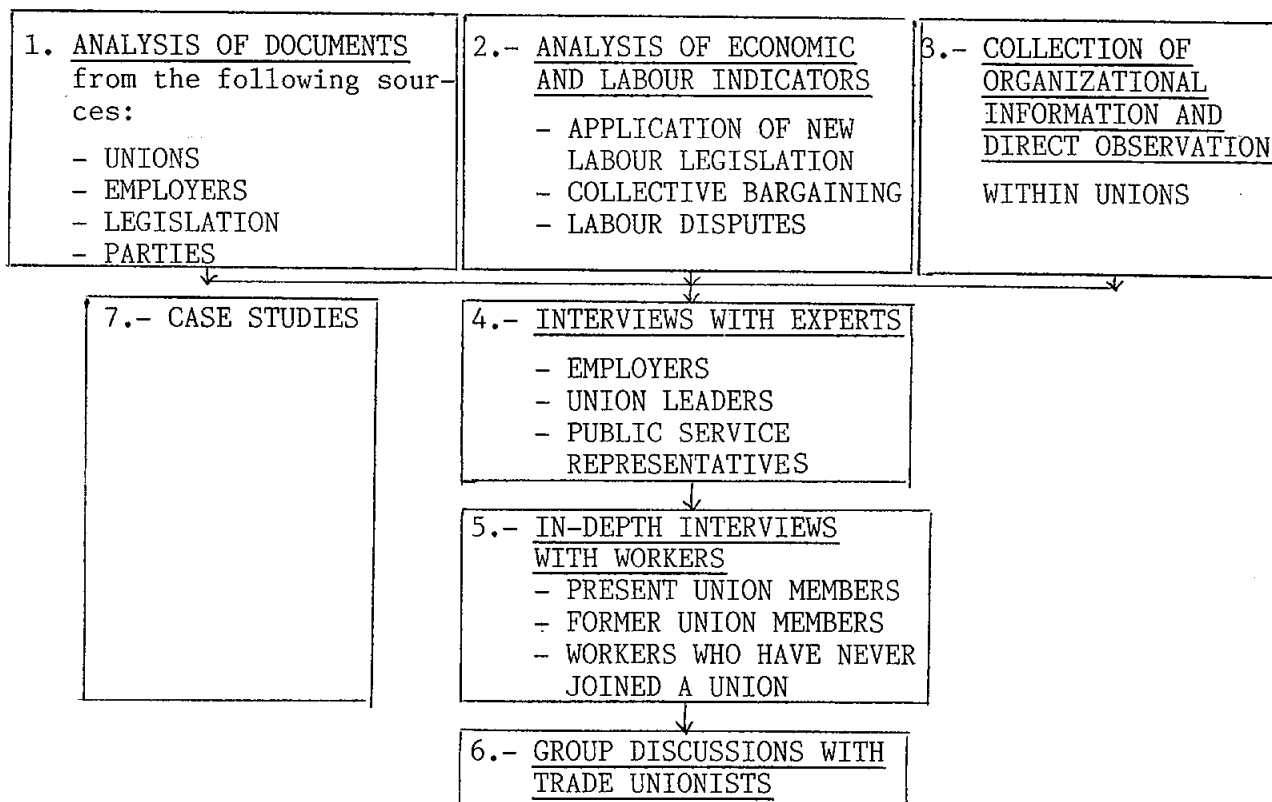 1. ANALYSIS OF DOCUMENTS
from the following sour-
ces:
- UNIONS
- EMPLOYERS
- LEGISLATION
- PARTIES
2.- ANALYSIS OF ECONOMIC
AND LABOUR INDICATORS
- APPLICATION OF NEW
LABOUR LEGISLATION
- COLLECTIVE BARGAINING
- LABOUR DISPUTES
3.- COLLECTION OF
ORGANIZATIONAL
INFORMATION AND
DIRECT OBSERVATION
WITHIN UNIONS
7.- CASE STUDIES
4.- INTERVIEWS WITH EXPERTS
- EMPLOYERS
- UNION LEADERS
- PUBLIC SERVICE
REPRESENTATIVES
5.- IN-DEPTH INTERVIEWS
WITH WORKERS
- PRESENT UNION MEMBERS
- FORMER UNION MEMBERS
- WORKERS WHO HAVE NEVER
JOINED A UNION
6.- GROUP DISCUSSIONS WITH
TRADE UNIONISTS